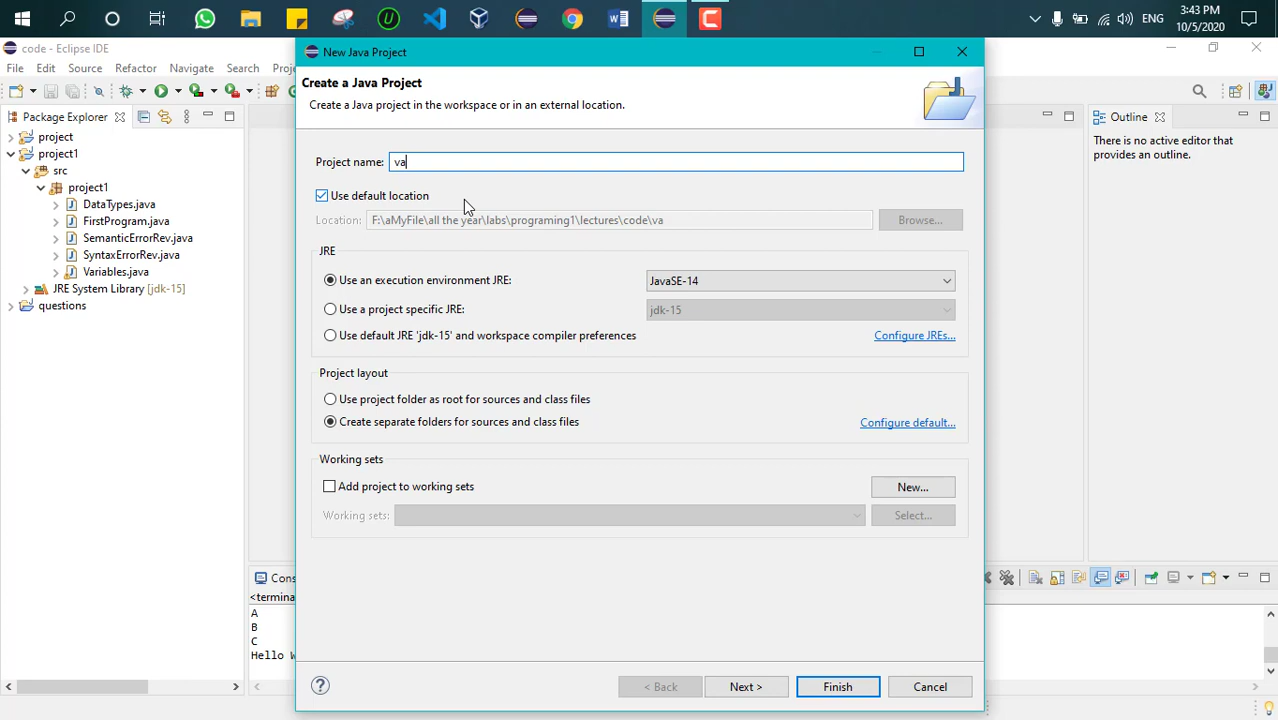 3:43 PM
ENG
10/5/2020
code - Eclipse IDE
New Java Project
File Edit Source Refactor Navigate Search
Create a Java Project
Create a Java project in the workspace or in an external location.
Package Explorer
project
project1
src
project1
DataTypes.java
FirstProgram.java
SemanticErrorRev.java
SyntaxErrorRev.java
Variables.java
JRE System Library [jdk-15]
questions
Project name: va
Use default location
Location: F:\aMyFile\all the year\labs\programing1\lectures\code\va
Browse...
JRE
Use an execution environment JRE: JavaSE-14
Use a project specific JRE: jdk-15
Use default JRE 'jdk-15' and workspace compiler preferences Configure JREs...
Project layout
Use project folder as root for sources and class files
Create separate folders for sources and class files Configure default...
Working sets
Add project to working sets New...
Working sets: Select...
< Back Next > Finish Cancel
Outline
There is no active editor that
provides an outline.
A
B
C